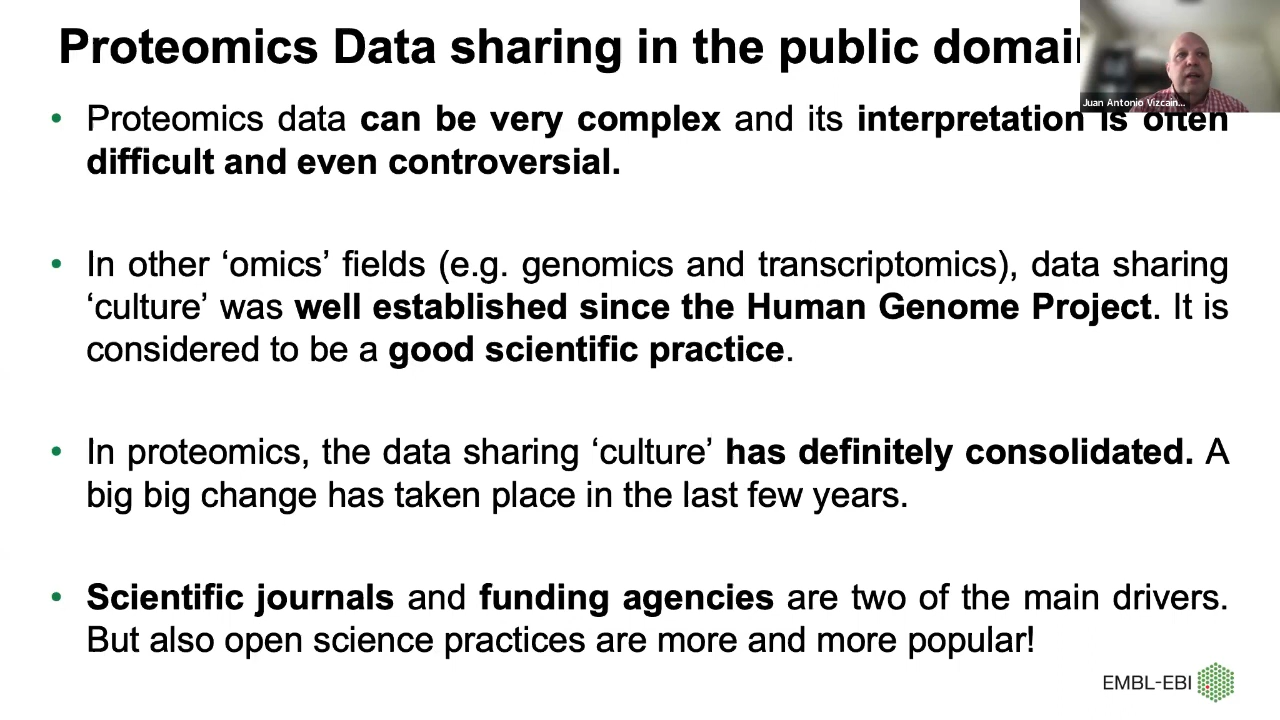 Proteomics Data sharing in the public domain
Juan Antonio Vizcain...
• Proteomics data can be very complex and its interpretation is often
difficult and even controversial.
• In other ‘omics’ fields (e.g. genomics and transcriptomics), data sharing
‘culture’ was well established since the Human Genome Project. It is
considered to be a good scientific practice.
• In proteomics, the data sharing ‘culture’ has definitely consolidated. A
big big change has taken place in the last few years.
• Scientific journals and funding agencies are two of the main drivers.
But also open science practices are more and more popular!
EMBL-EBI